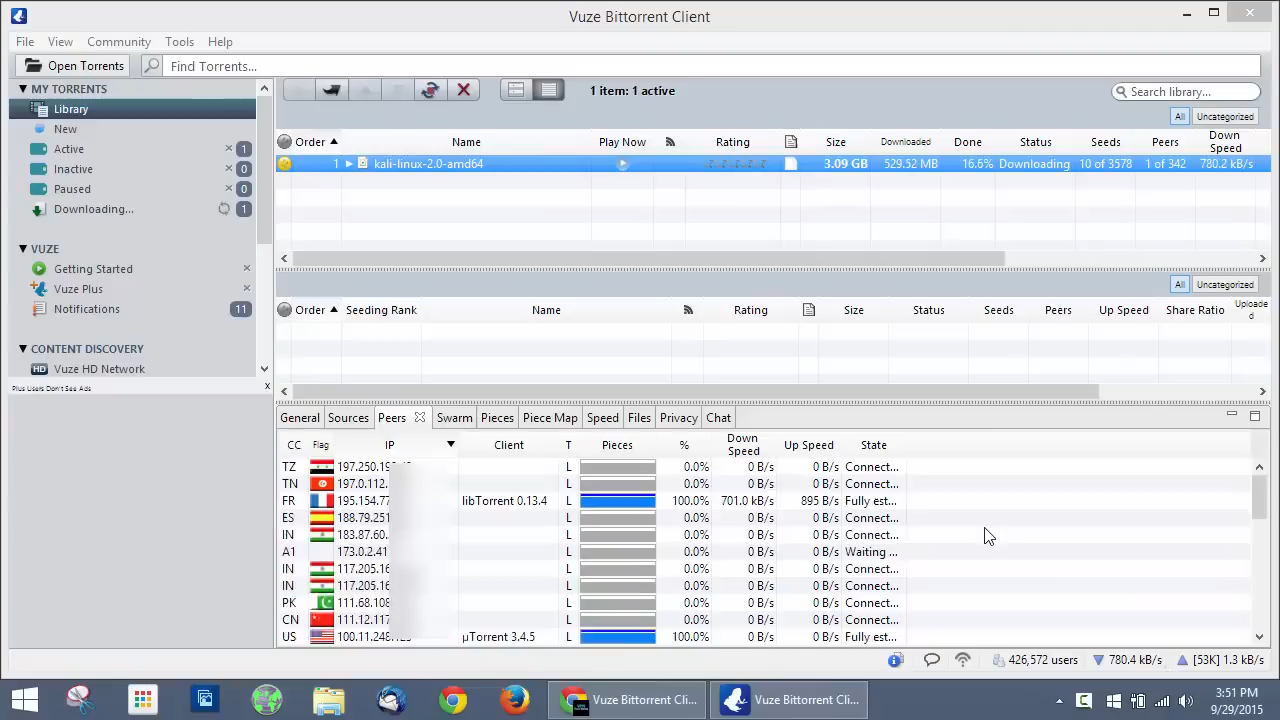 Vuze Bittorrent Client
File View Community Tools Help
Open Torrents Find Torrents...
MY TORRENTS
Library
New
Active 1
Inactive 0
Paused 0
Downloading... 1
VUZE
Getting Started
Vuze Plus
Notifications 11
CONTENT DISCOVERY
HD Vuze HD Network
Plus Users Don't See Ads x
1 item: 1 active
Search library...
All Uncategorized
Order Name Play Now Rating Size Downloaded Done Status Seeds Peers Down Speed
1 kali-linux-2.0-amd64 3.09 GB 529.52 MB 16.6% Downloading 10 of 3578 1 of 342 780.2 kB/s
All Uncategorized
Order Seeding Rank Name Rating Size Status Seeds Peers Up Speed Share Ratio Uploaded
General Sources Peers Swarm Pieces Piece Map Speed Files Privacy Chat
CC Flag IP Client T Pieces % Down Speed Up Speed State
TZ 197.250. L 0.0% 0 B/s 0 B/s Connect...
TN 197.0.112. L 0.0% 0 B/s 0 B/s Connect...
FR 195.154.77 libTorrent 0.13.4 L 100.0% 701.0 kB/s 895 B/s Fully est...
ES 188.79.251 L 0.0% 0 B/s 0 B/s Connect...
IN 183.87.60. L 0.0% 0 B/s 0 B/s Connect...
A1 173.0.2.41 L 0.0% 0 B/s 0 B/s Waiting ...
IN 117.205.16 L 0.0% 0 B/s 0 B/s Connect...
IN 117.205.16 L 0.0% 0 B/s 0 B/s Connect...
PK 111.68.108 L 0.0% 0 B/s 0 B/s Connect...
CN 111.12.117 L 0.0% 0 B/s 0 B/s Connect...
US 100.11.24 µTorrent 3.4.5 L 100.0% 0 B/s 0 B/s Fully est...
426,572 users 780.4 kB/s [53K] 1.3 kB/s
Vuze Bittorrent Cli... Vuze Bittorrent Cli...
3:51 PM
9/29/2015